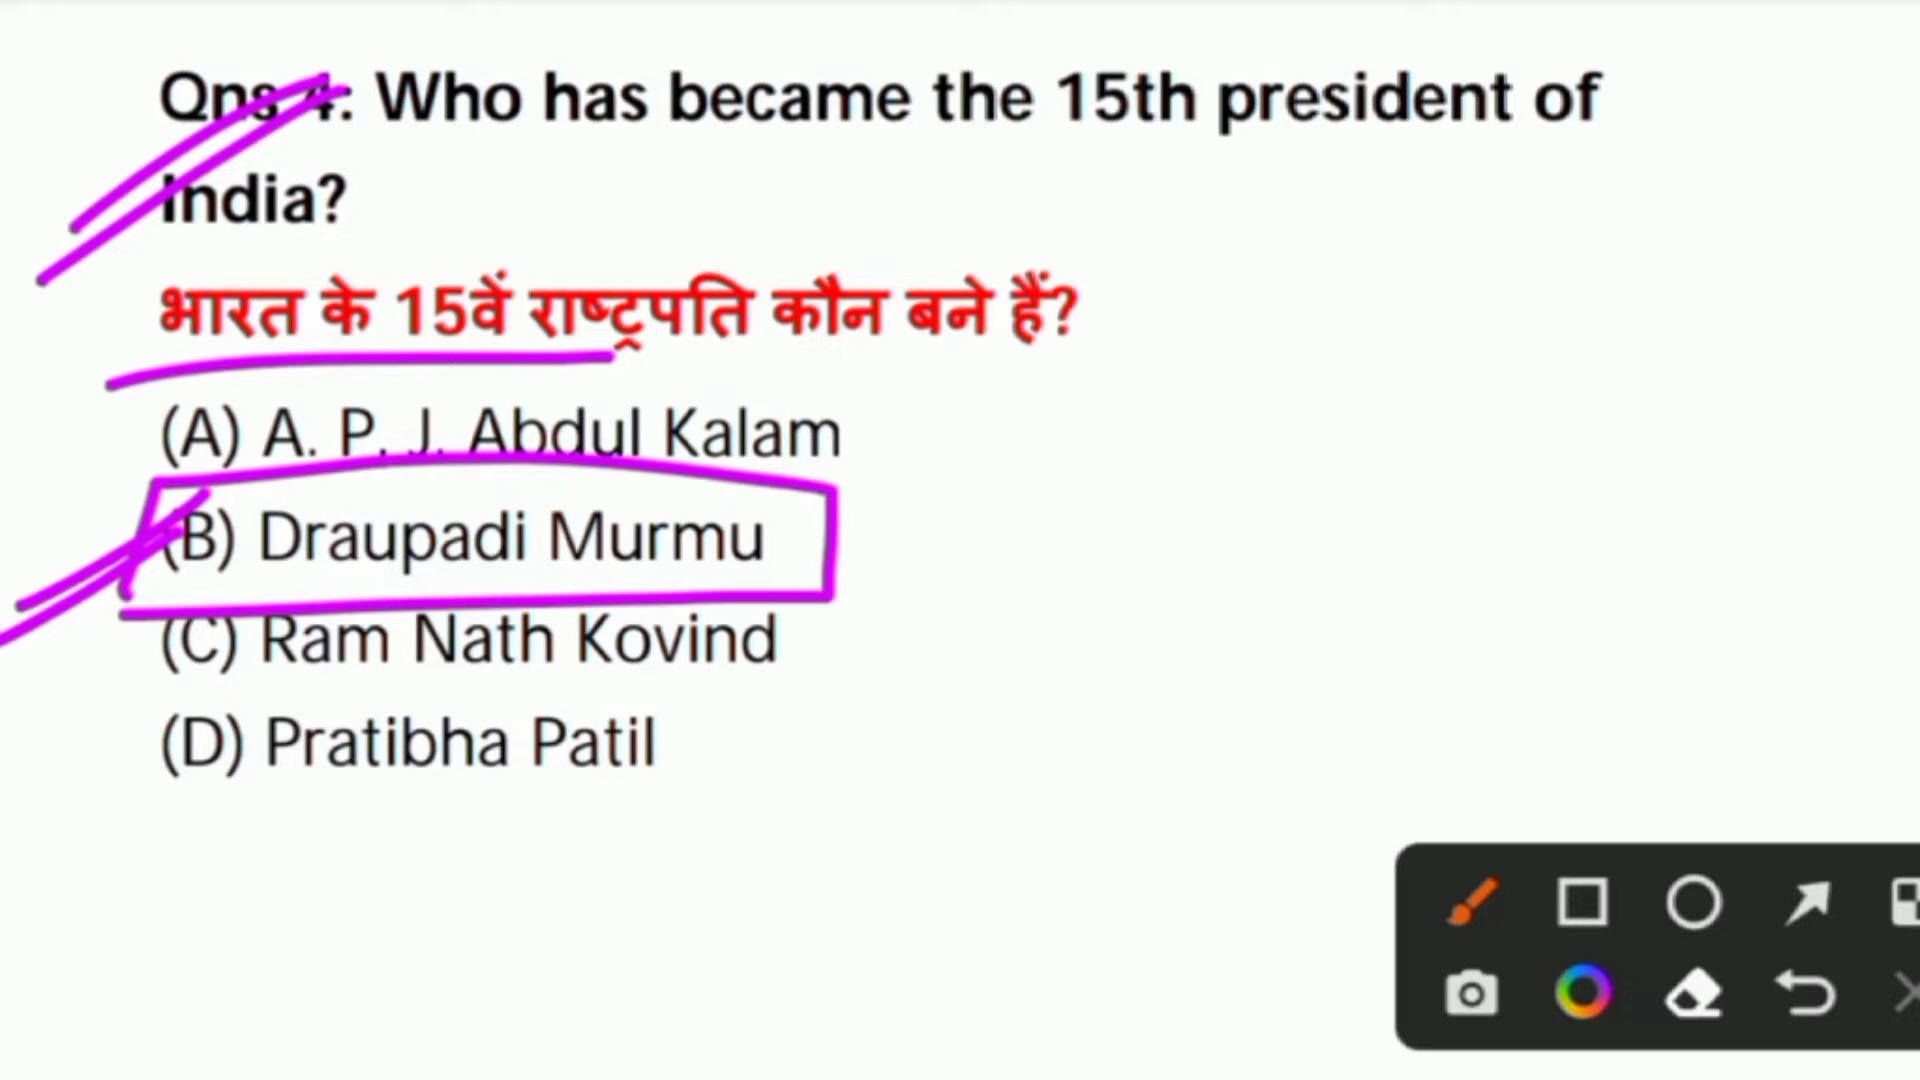 Qns 4: Who has became the 15th president of
India?
भारत के 15वें राष्ट्रपति कौन बने हैं?
(A) A. P. J. Abdul Kalam
(B) Draupadi Murmu
(C) Ram Nath Kovind
(D) Pratibha Patil